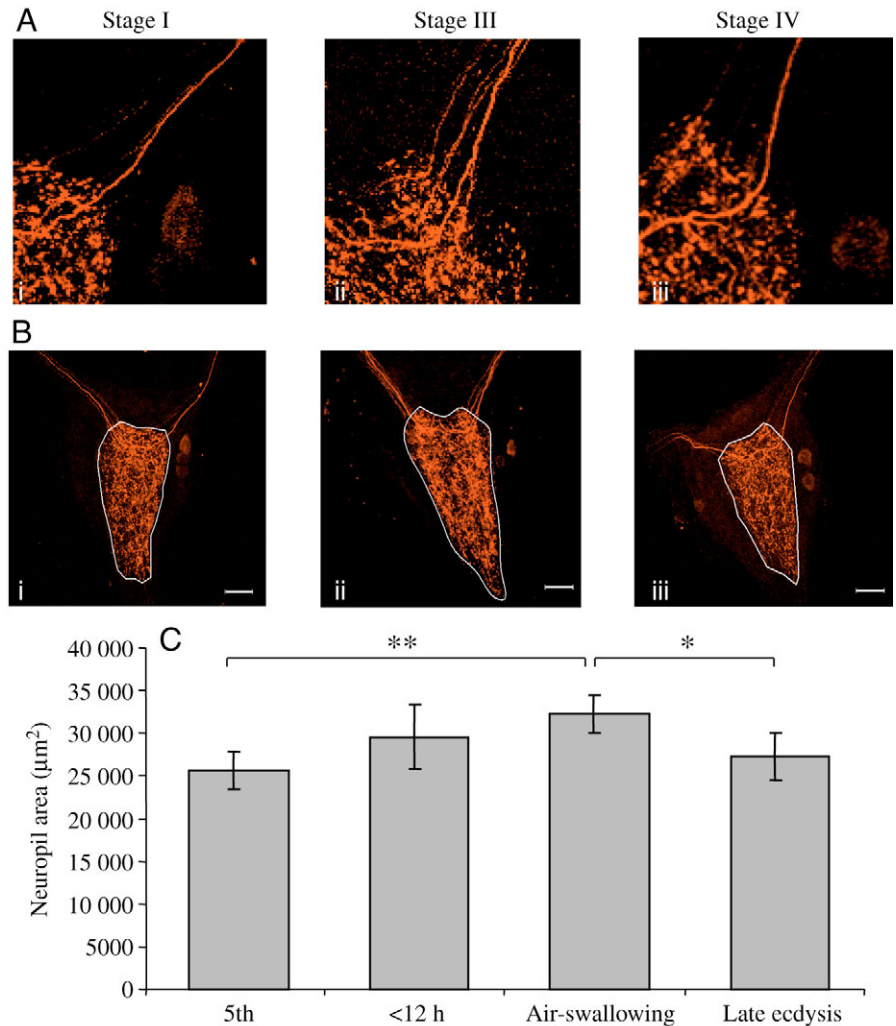 A
Stage I
Stage III
Stage IV
i
ii
iii
B
i
ii
iii
C
**
*
Neuropil area (μm²)
40 000
35 000
30 000
25 000
20 000
15 000
10 000
5000
0
5th
<12 h
Air-swallowing
Late ecdysis